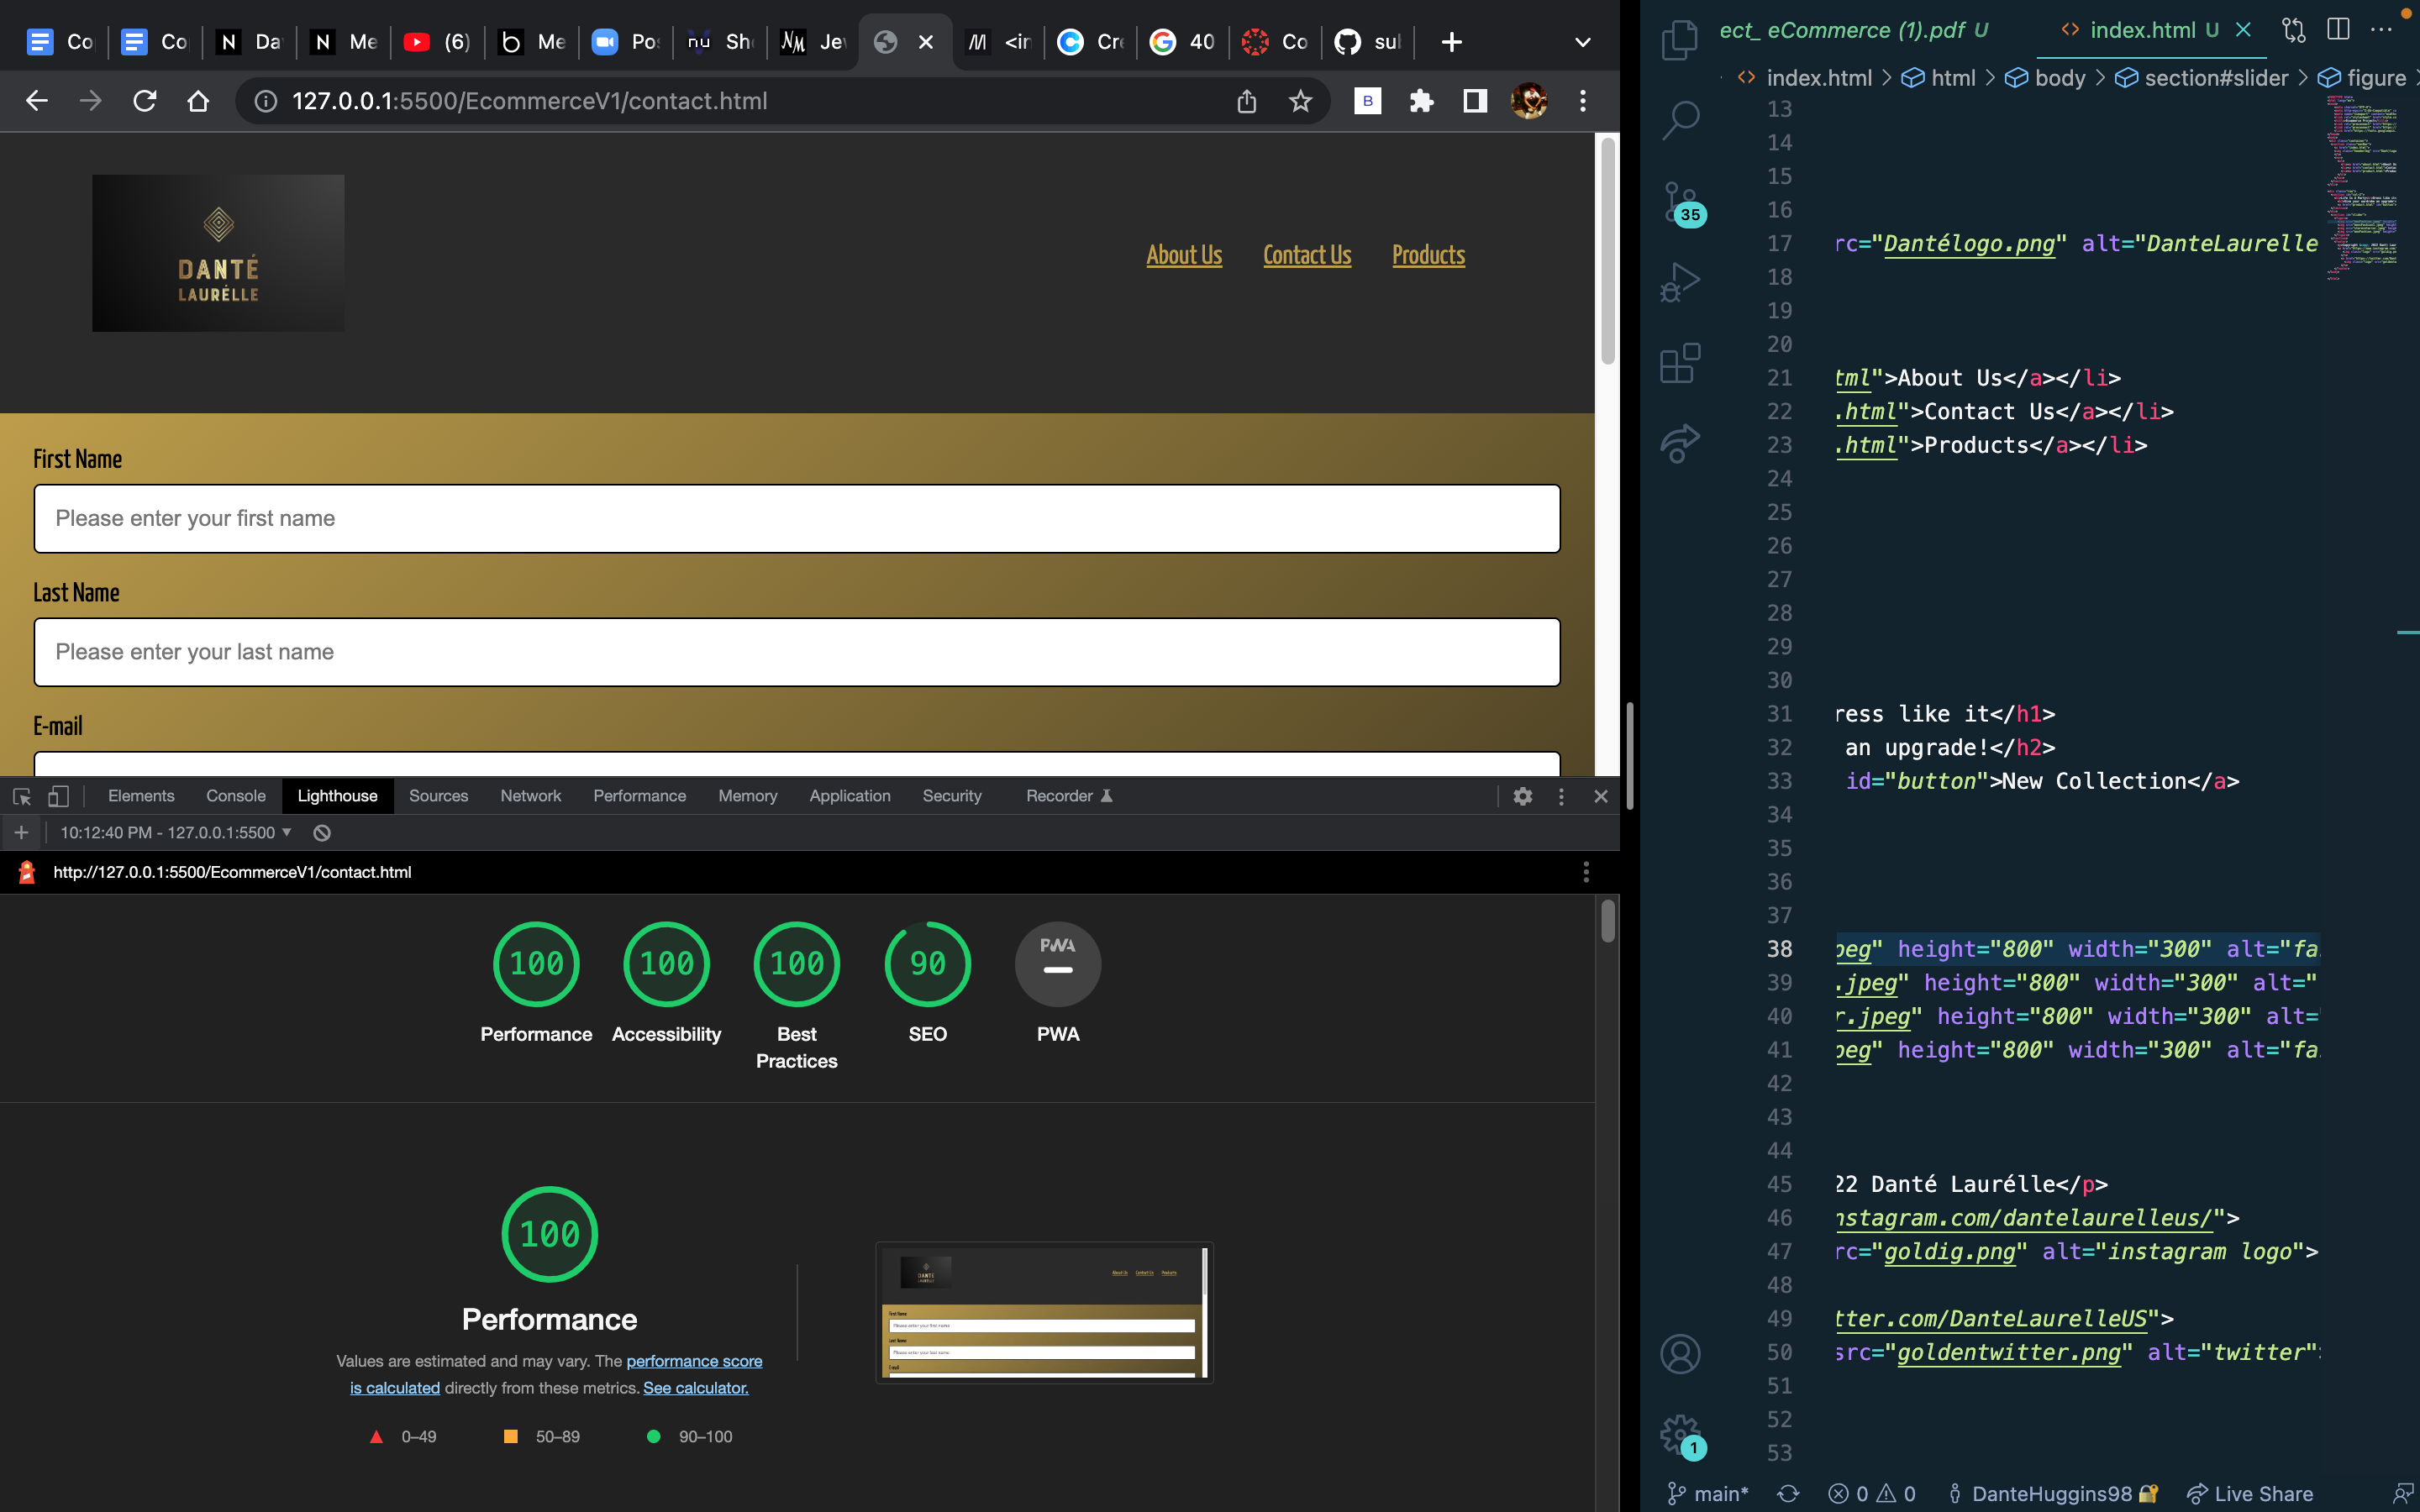 Co
Co
N Da
N Me
(6)
b Me
Po
nu Sh
NM Je
M <in
Cr
40
Co
su
127.0.0.1:5500/EcommerceV1/contact.html
B
DANTÉ
LAURÉLLE
About Us Contact Us Products
First Name
Please enter your first name
Last Name
Please enter your last name
E-mail
Elements Console Lighthouse Sources Network Performance Memory Application Security Recorder
10:12:40 PM - 127.0.0.1:5500
http://127.0.0.1:5500/EcommerceV1/contact.html
100 100 100 90 PWA
Performance Accessibility Best Practices SEO PWA
100
Performance
Values are estimated and may vary. The performance score
is calculated directly from these metrics. See calculator.
0–49 50–89 90–100
ect_ eCommerce (1).pdf U index.html U
index.html > html > body > section#slider > figure >
35
1
13
14
15
16
17 rc="Dantélogo.png" alt="DanteLaurelle
18
19
20
21 tml">About Us</a></li>
22 .html">Contact Us</a></li>
23 .html">Products</a></li>
24
25
26
27
28
29
30
31 ress like it</h1>
32 an upgrade!</h2>
33 id="button">New Collection</a>
34
35
36
37
38 peg" height="800" width="300" alt="fa
39 .jpeg" height="800" width="300" alt="
40 r.jpeg" height="800" width="300" alt=
41 peg" height="800" width="300" alt="fa
42
43
44
45 22 Danté Laurélle</p>
46 nstagram.com/dantelaurelleus/">
47 rc="goldig.png" alt="instagram logo">
48
49 tter.com/DanteLaurelleUS">
50 src="goldentwitter.png" alt="twitter"
51
52
53
main* 0 0 DanteHuggins98 Live Share